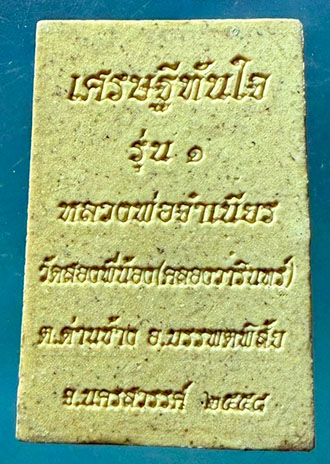 เศรษฐีทันใจ
รุ่น ๑
หลวงพ่อจำเนียร
วัดสองพี่น้อง(คลองวารินทร์)
ต.ด่านช้าง อ.บรรพตพิสัย
จ.นครสวรรค์ ๒๕๕๔